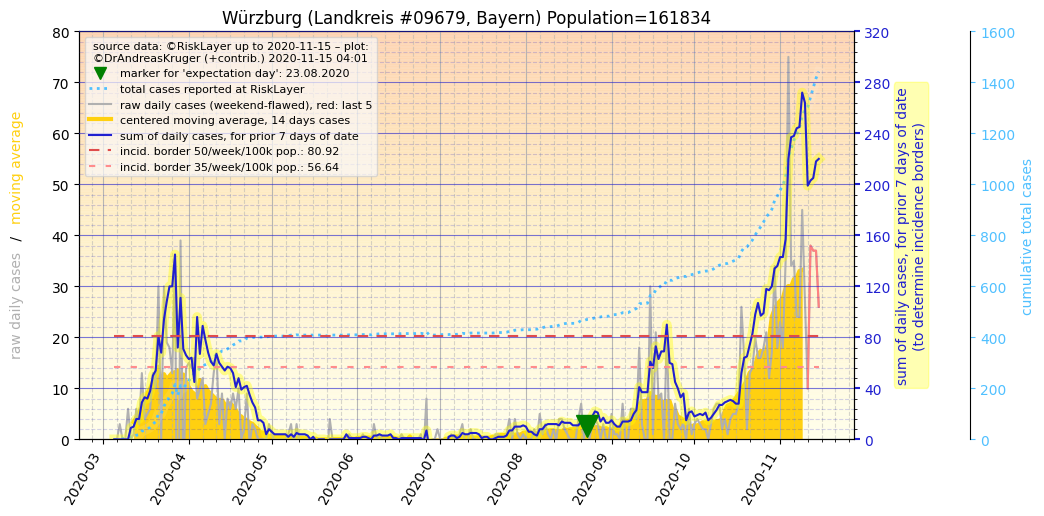 Würzburg (Landkreis #09679, Bayern) Population=161834
source data: ©RiskLayer up to 2020-11-15 – plot:
©DrAndreasKruger (+contrib.) 2020-11-15 04:01
marker for 'expectation day': 23.08.2020
total cases reported at RiskLayer
raw daily cases (weekend-flawed), red: last 5
centered moving average, 14 days cases
sum of daily cases, for prior 7 days of date
incid. border 50/week/100k pop.: 80.92
incid. border 35/week/100k pop.: 56.64
raw daily cases / moving average
80
70
60
50
40
30
20
10
0
2020-03
2020-04
2020-05
2020-06
2020-07
2020-08
2020-09
2020-10
2020-11
320
280
240
200
160
120
80
40
0
sum of daily cases, for prior 7 days of date
(to determine incidence borders)
1600
1400
1200
1000
800
600
400
200
0
cumulative total cases